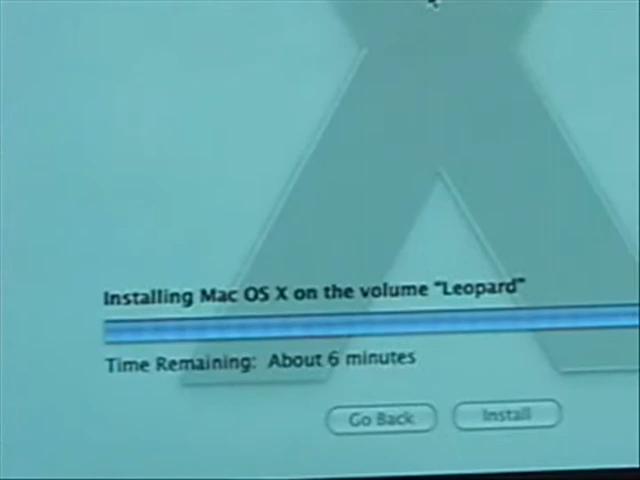 Installing Mac OS X on the volume "Leopard"
Time Remaining: About 6 minutes
Go Back
Install